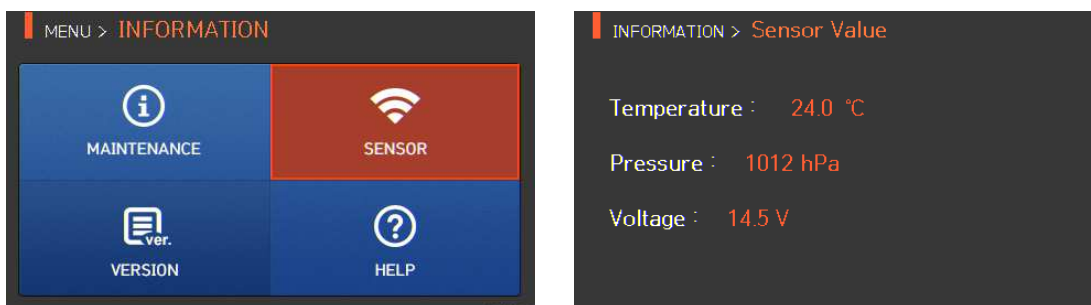 MENU > INFORMATION
MAINTENANCE
SENSOR
ver.
VERSION
HELP
INFORMATION > Sensor Value
Temperature : 24.0 ℃
Pressure : 1012 hPa
Voltage : 14.5 V